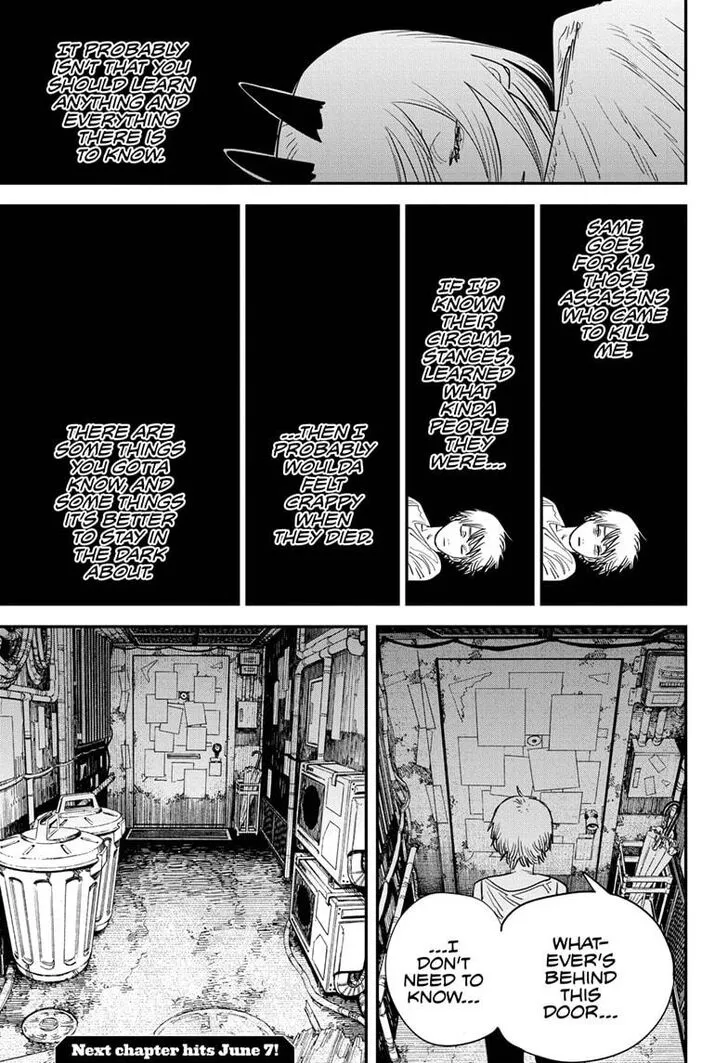 IT PROBABLY
ISN'T THAT YOU
SHOULD LEARN
ANYTHING AND
EVERYTHING
THERE IS
TO KNOW.
SAME
GOES
FOR ALL
THOSE
ASSASSINS
WHO CAME
TO KILL
ME.
IF I'D
KNOWN
THEIR
CIRCUM-
STANCES,
LEARNED
WHAT
KINDA
PEOPLE
THEY
WERE...
...THEN I
PROBABLY
WOULDA
FELT
CRAPPY
WHEN
THEY DIED.
THERE ARE
SOME THINGS
YOU GOTTA
KNOW, AND
SOME THINGS
IT'S BETTER
TO STAY IN
THE DARK
ABOUT.
WHAT-
EVER'S
BEHIND
THIS
DOOR...
...I
DON'T
NEED TO
KNOW...
Next chapter hits June 7!